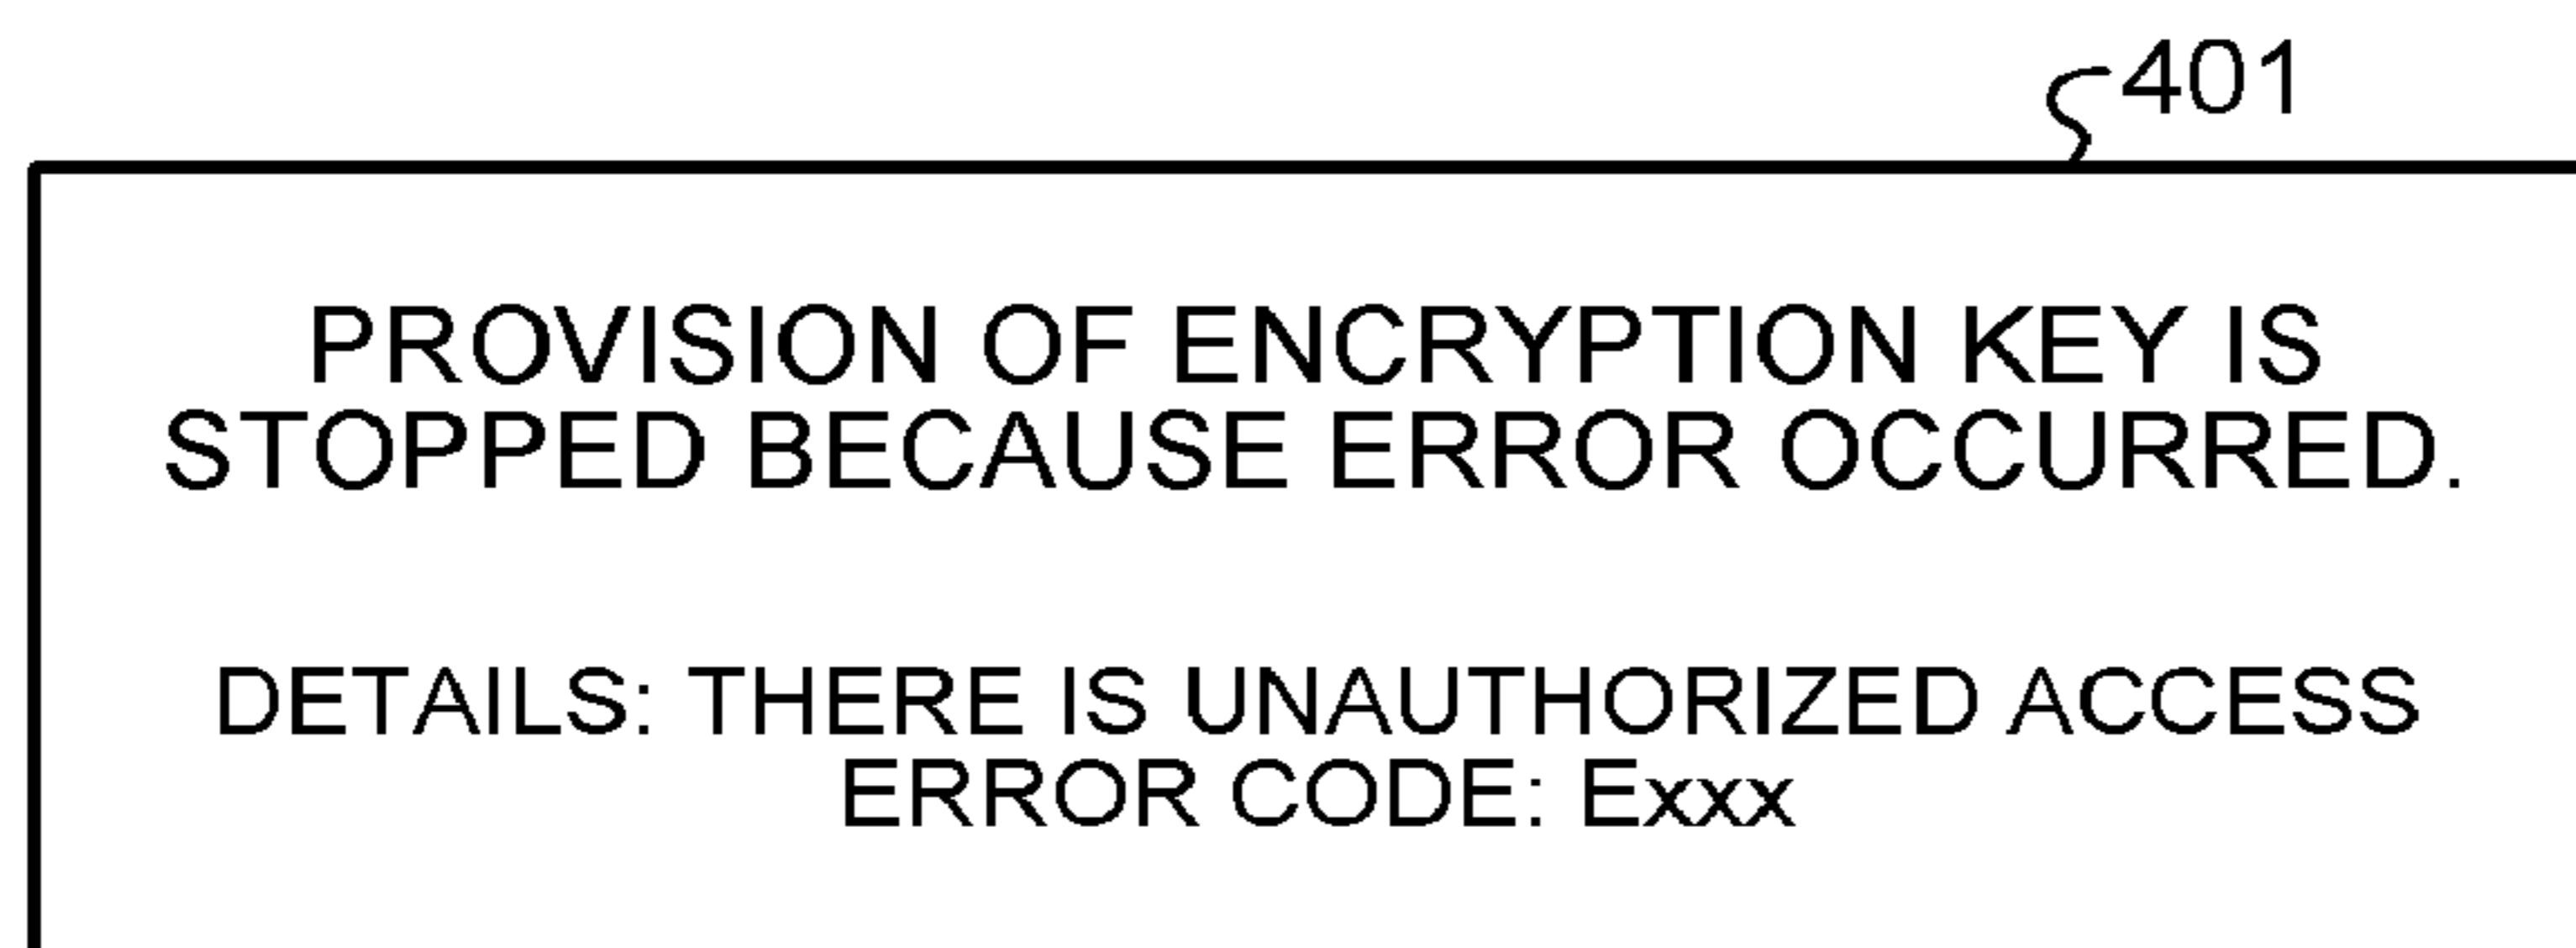 401
PROVISION OF ENCRYPTION KEY IS
STOPPED BECAUSE ERROR OCCURRED.
DETAILS: THERE IS UNAUTHORIZED ACCESS
ERROR CODE: Exxx